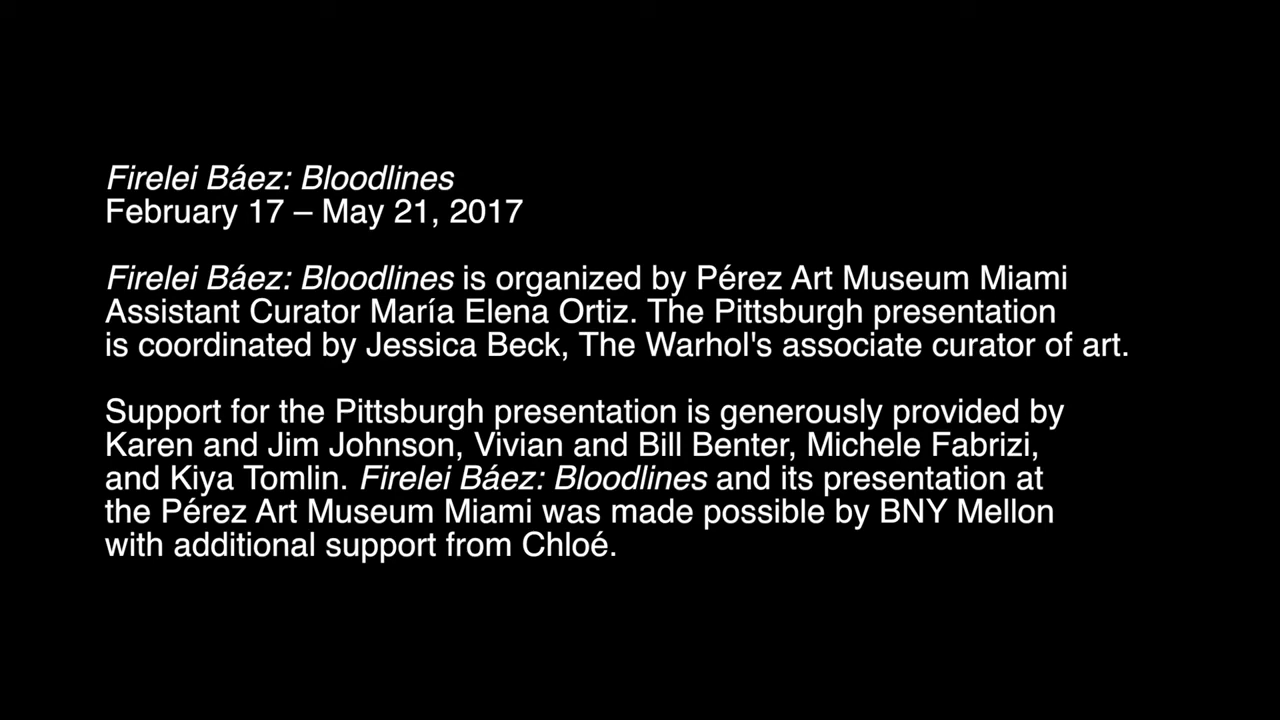 Firelei Báez: Bloodlines
February 17 – May 21, 2017
Firelei Báez: Bloodlines is organized by Pérez Art Museum Miami
Assistant Curator María Elena Ortiz. The Pittsburgh presentation
is coordinated by Jessica Beck, The Warhol's associate curator of art.
Support for the Pittsburgh presentation is generously provided by
Karen and Jim Johnson, Vivian and Bill Benter, Michele Fabrizi,
and Kiya Tomlin. Firelei Báez: Bloodlines and its presentation at
the Pérez Art Museum Miami was made possible by BNY Mellon
with additional support from Chloé.